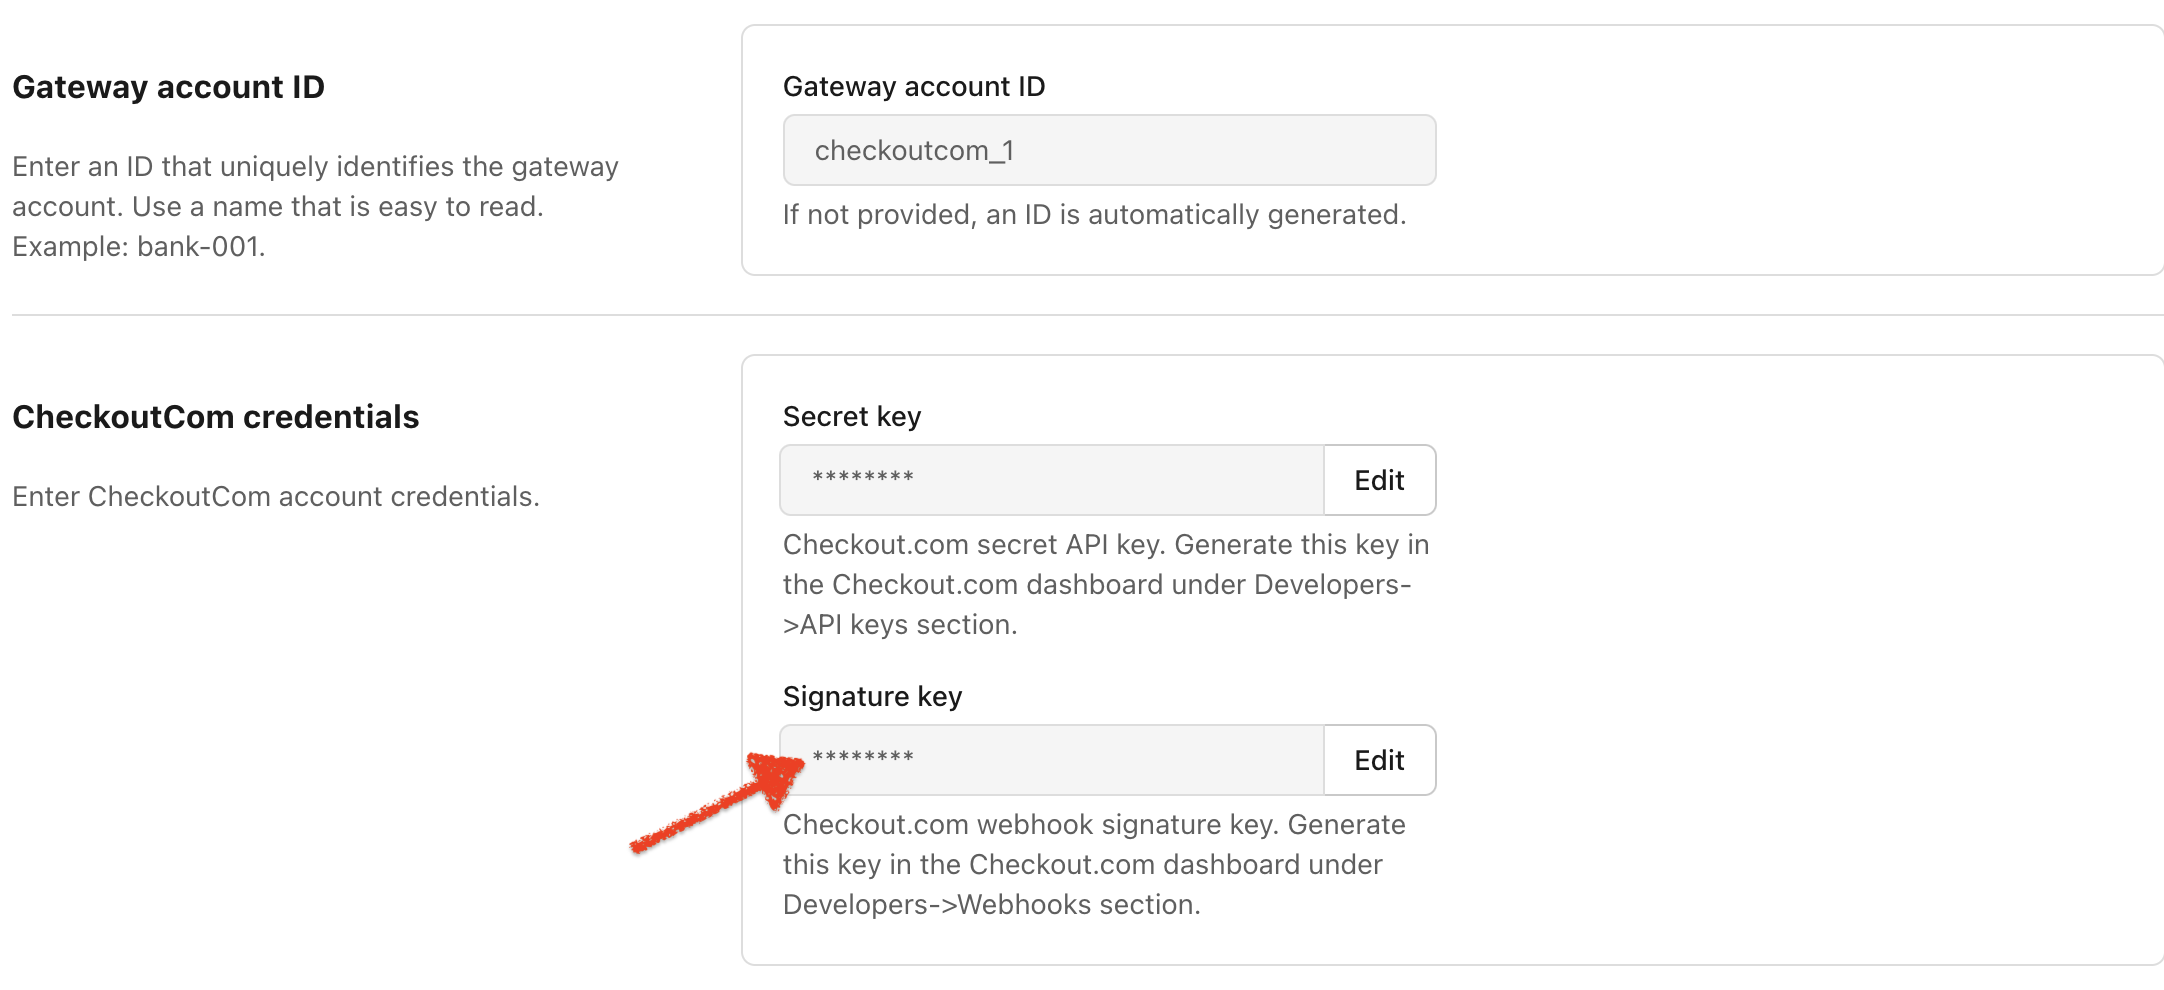 Gateway account ID
Enter an ID that uniquely identifies the gateway
account. Use a name that is easy to read.
Example: bank-001.
Gateway account ID
checkoutcom_1
If not provided, an ID is automatically generated.
CheckoutCom credentials
Enter CheckoutCom account credentials.
Secret key
******** Edit
Checkout.com secret API key. Generate this key in
the Checkout.com dashboard under Developers-
>API keys section.
Signature key
******** Edit
Checkout.com webhook signature key. Generate
this key in the Checkout.com dashboard under
Developers->Webhooks section.